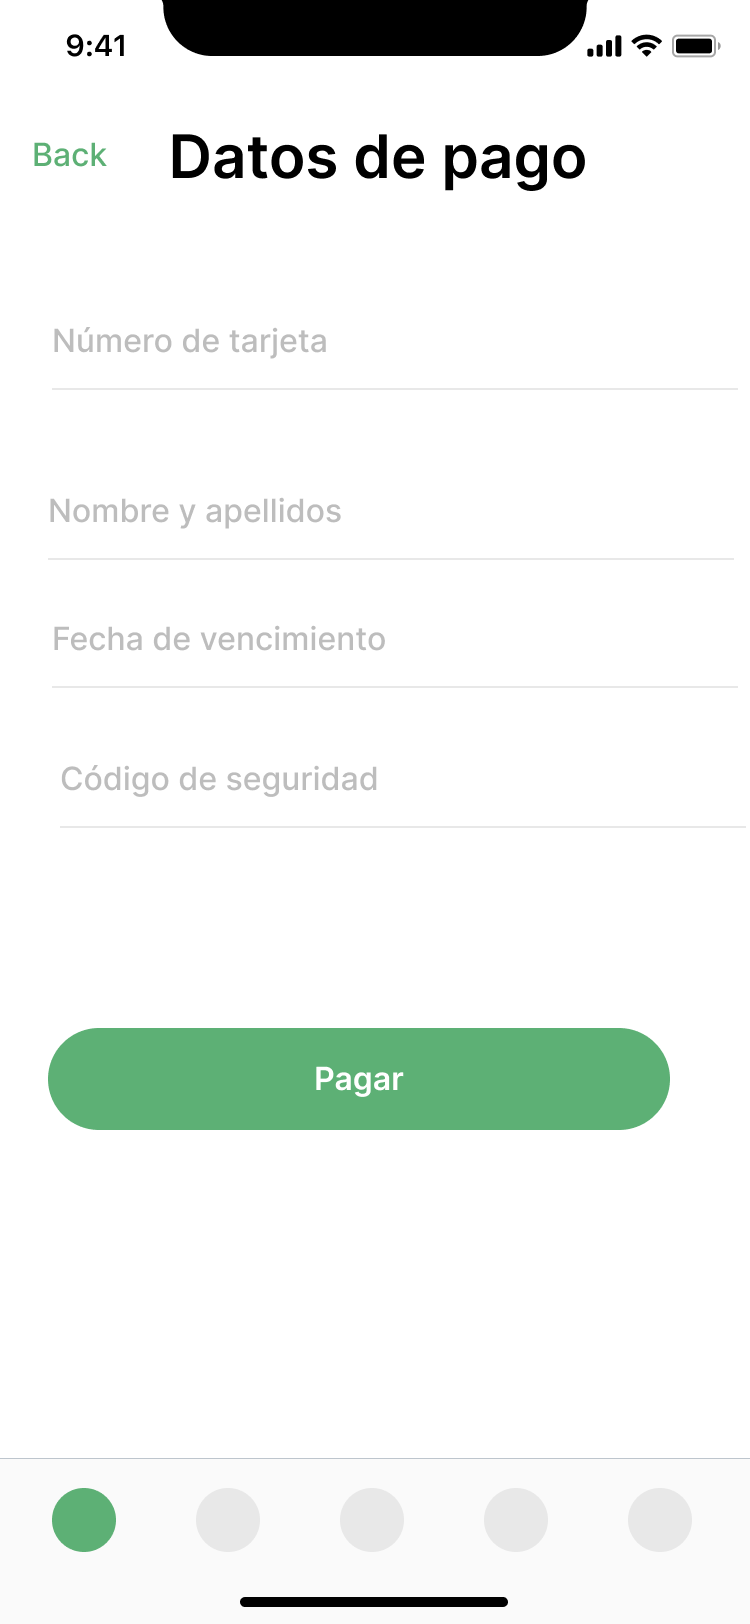 9:41
Back
Datos de pago
Número de tarjeta
Nombre y apellidos
Fecha de vencimiento
Código de seguridad
Pagar